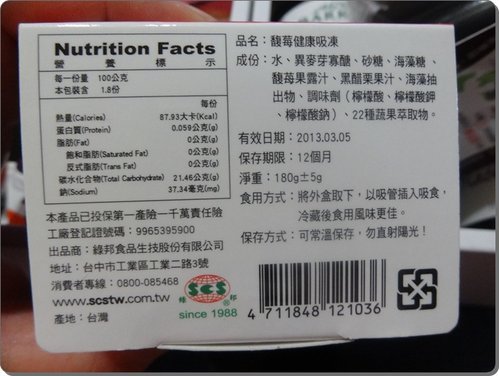 Nutrition Facts
營養標示
每一份量 100公克
本包裝含 1.8份
每份
熱量(Calories) 87.93大卡(Kcal)
蛋白質(Protein) 0.059公克(g)
脂肪(Fat) 0公克(g)
飽和脂肪(Saturated Fat) 0公克(g)
反式脂肪(Trans Fat) 0公克(g)
碳水化合物(Total Carbohydrate) 21.46公克(g)
鈉(Sodium) 37.34毫克(mg)
本產品已投保第一產險一千萬責任險
工廠登記證號碼：9965395900
出品商：綠邦食品生技股份有限公司
地址：台中市工業區工業二路3號
消費者專線：0800-085468
www.scstw.com.tw
產地：台灣
綠 SCS 邦
since 1988
品名：馥莓健康吸凍
成份：水、異麥芽寡醣、砂糖、海藻糖、
馥莓果露汁、黑醋栗果汁、海藻抽
出物、調味劑（檸檬酸、檸檬酸鉀
、檸檬酸鈉）、22種蔬果萃取物。
有效日期：2013.03.05
保存期限：12個月
淨重：180g±5g
食用方式：將外盒取下，以吸管插入吸食，
冷藏後食用風味更佳。
保存方式：可常溫保存，勿直射陽光！
4 711848 121036